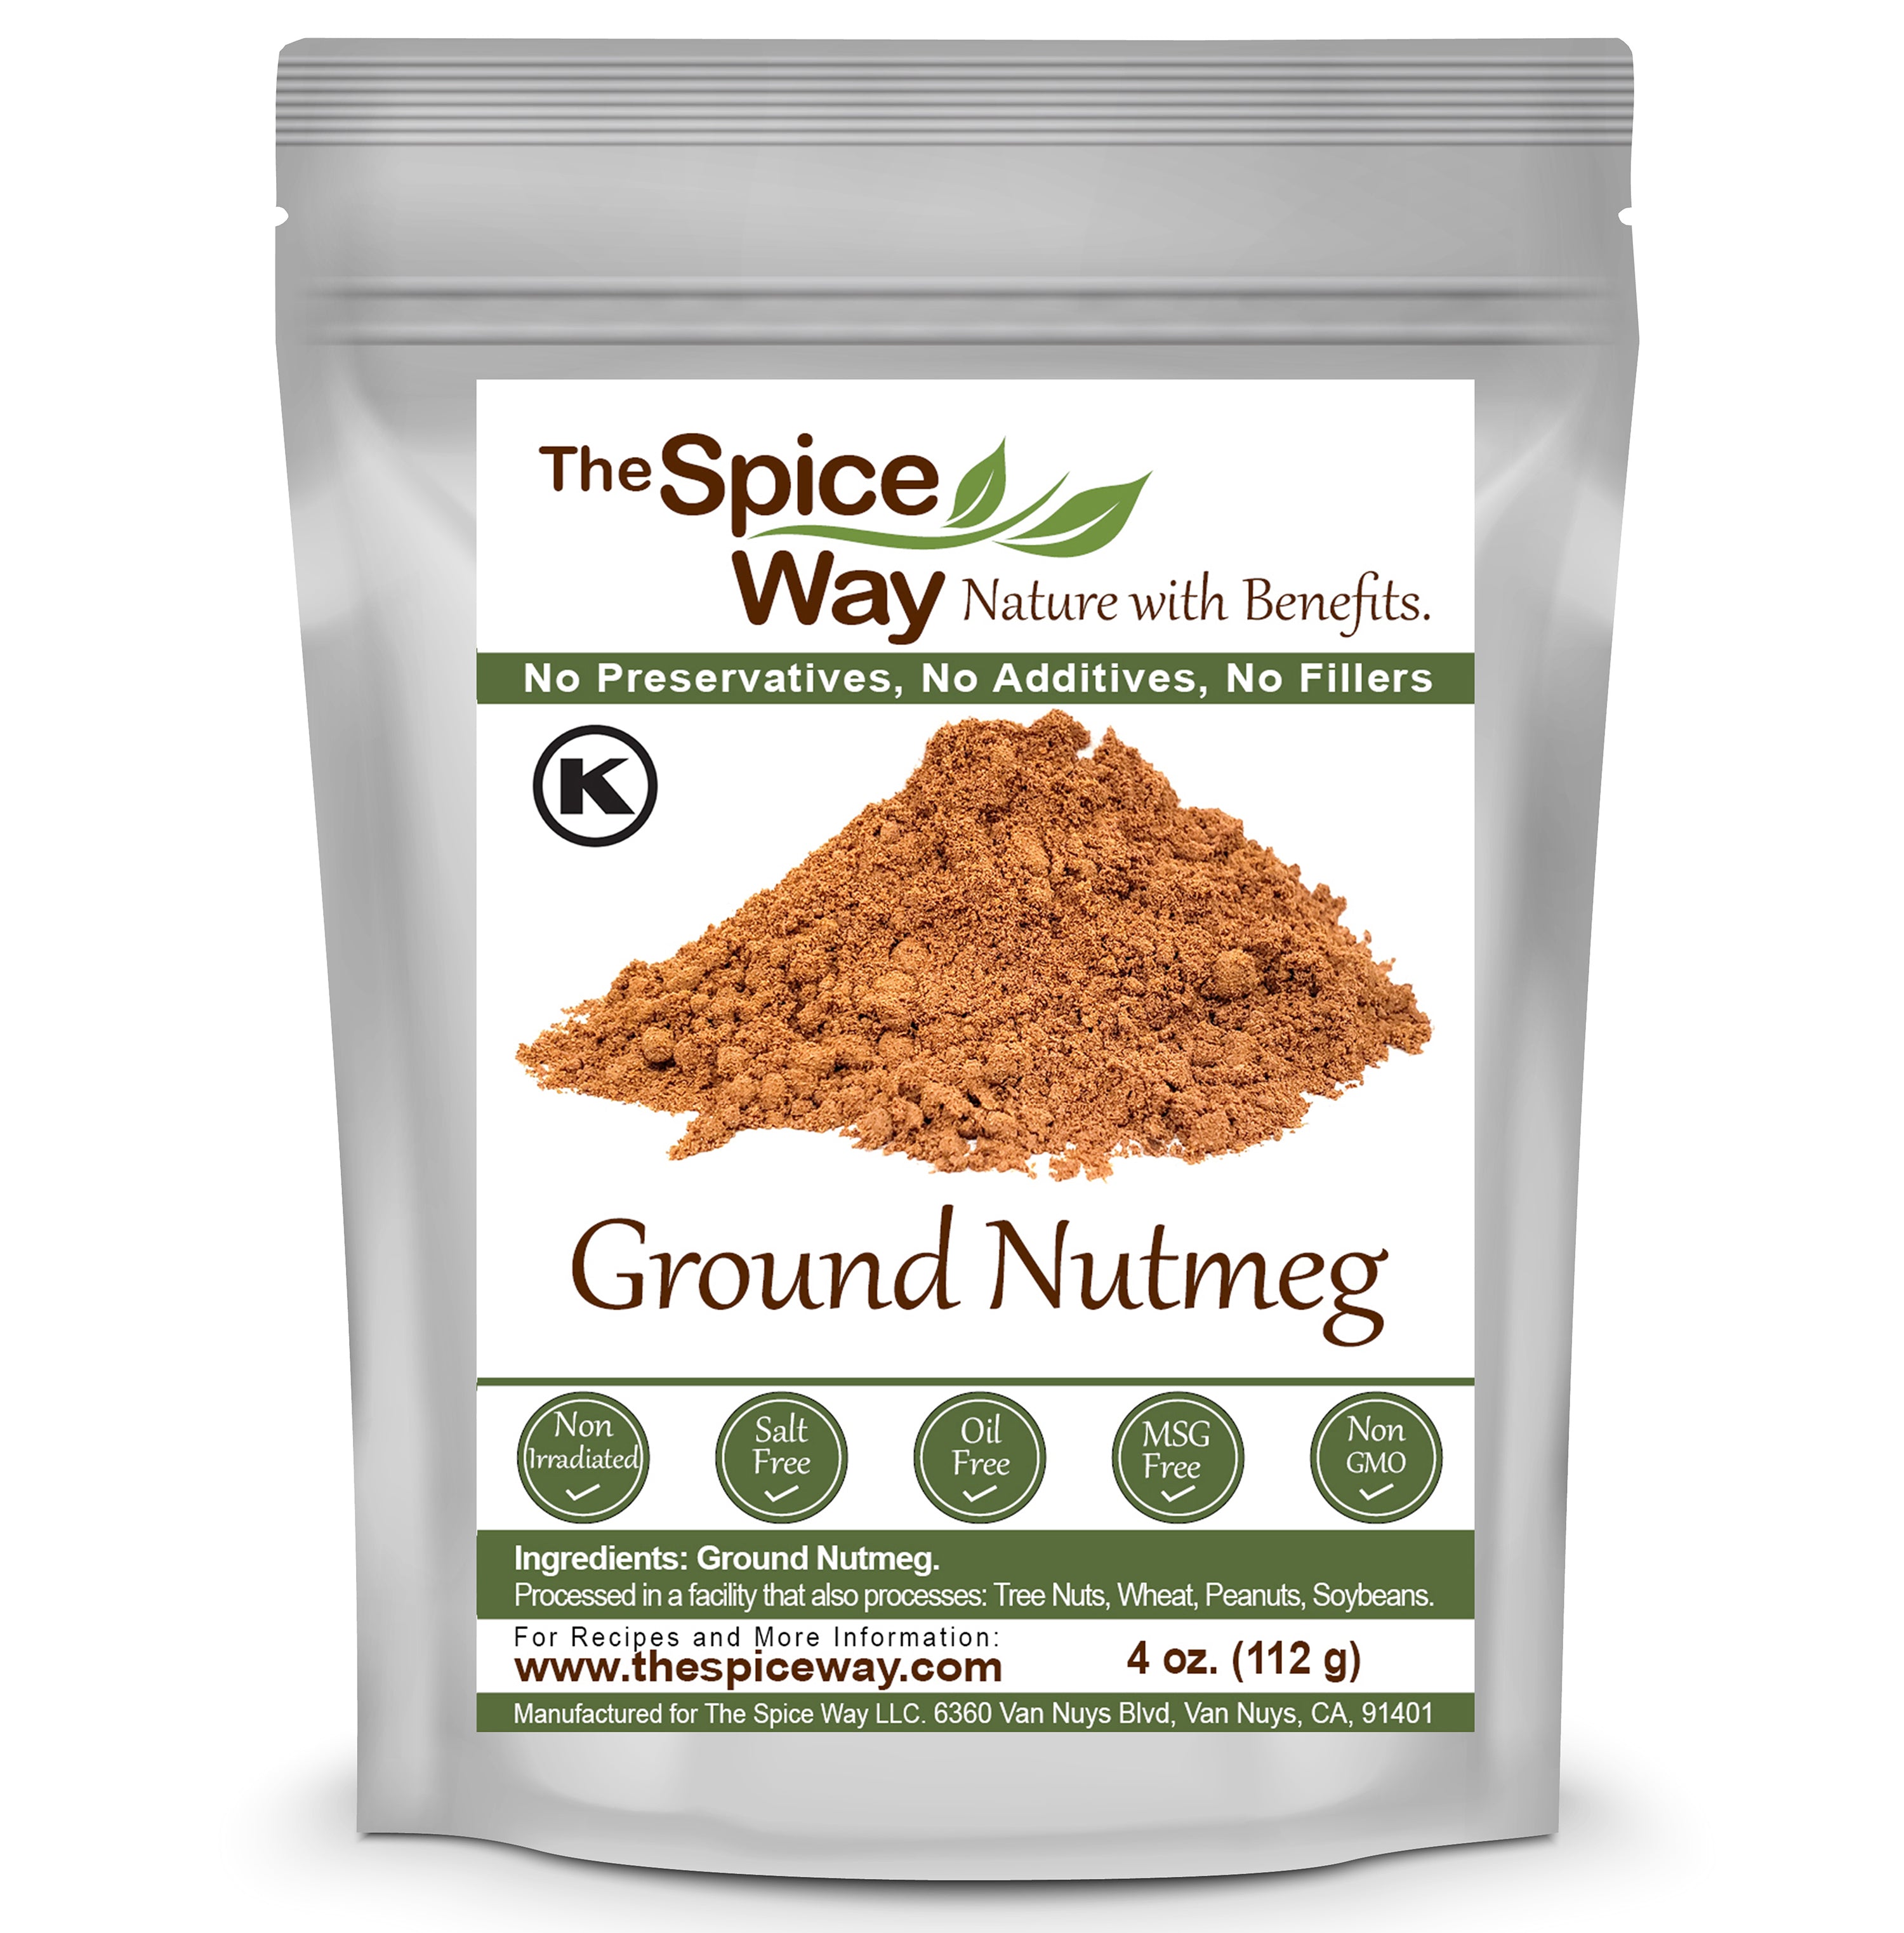 The Spice
Way Nature with Benefits.
No Preservatives, No Additives, No Fillers
K
Ground Nutmeg
Non
Irradiated
Salt
Free
Oil
Free
MSG
Free
Non
GMO
Ingredients: Ground Nutmeg.
Processed in a facility that also processes: Tree Nuts, Wheat, Peanuts, Soybeans.
For Recipes and More Information:
www.thespiceway.com
4 oz. (112 g)
Manufactured for The Spice Way LLC. 6360 Van Nuys Blvd, Van Nuys, CA, 91401